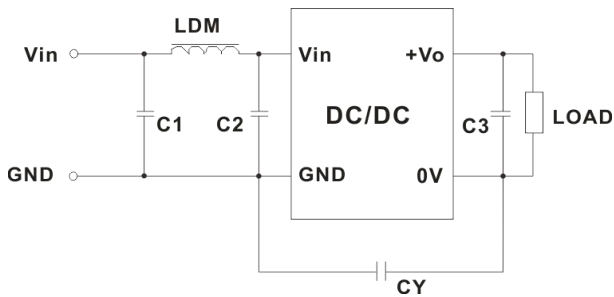 LDM
Vin
Vin
+Vo
C1
C2
DC/DC
C3
LOAD
GND
GND
0V
CY